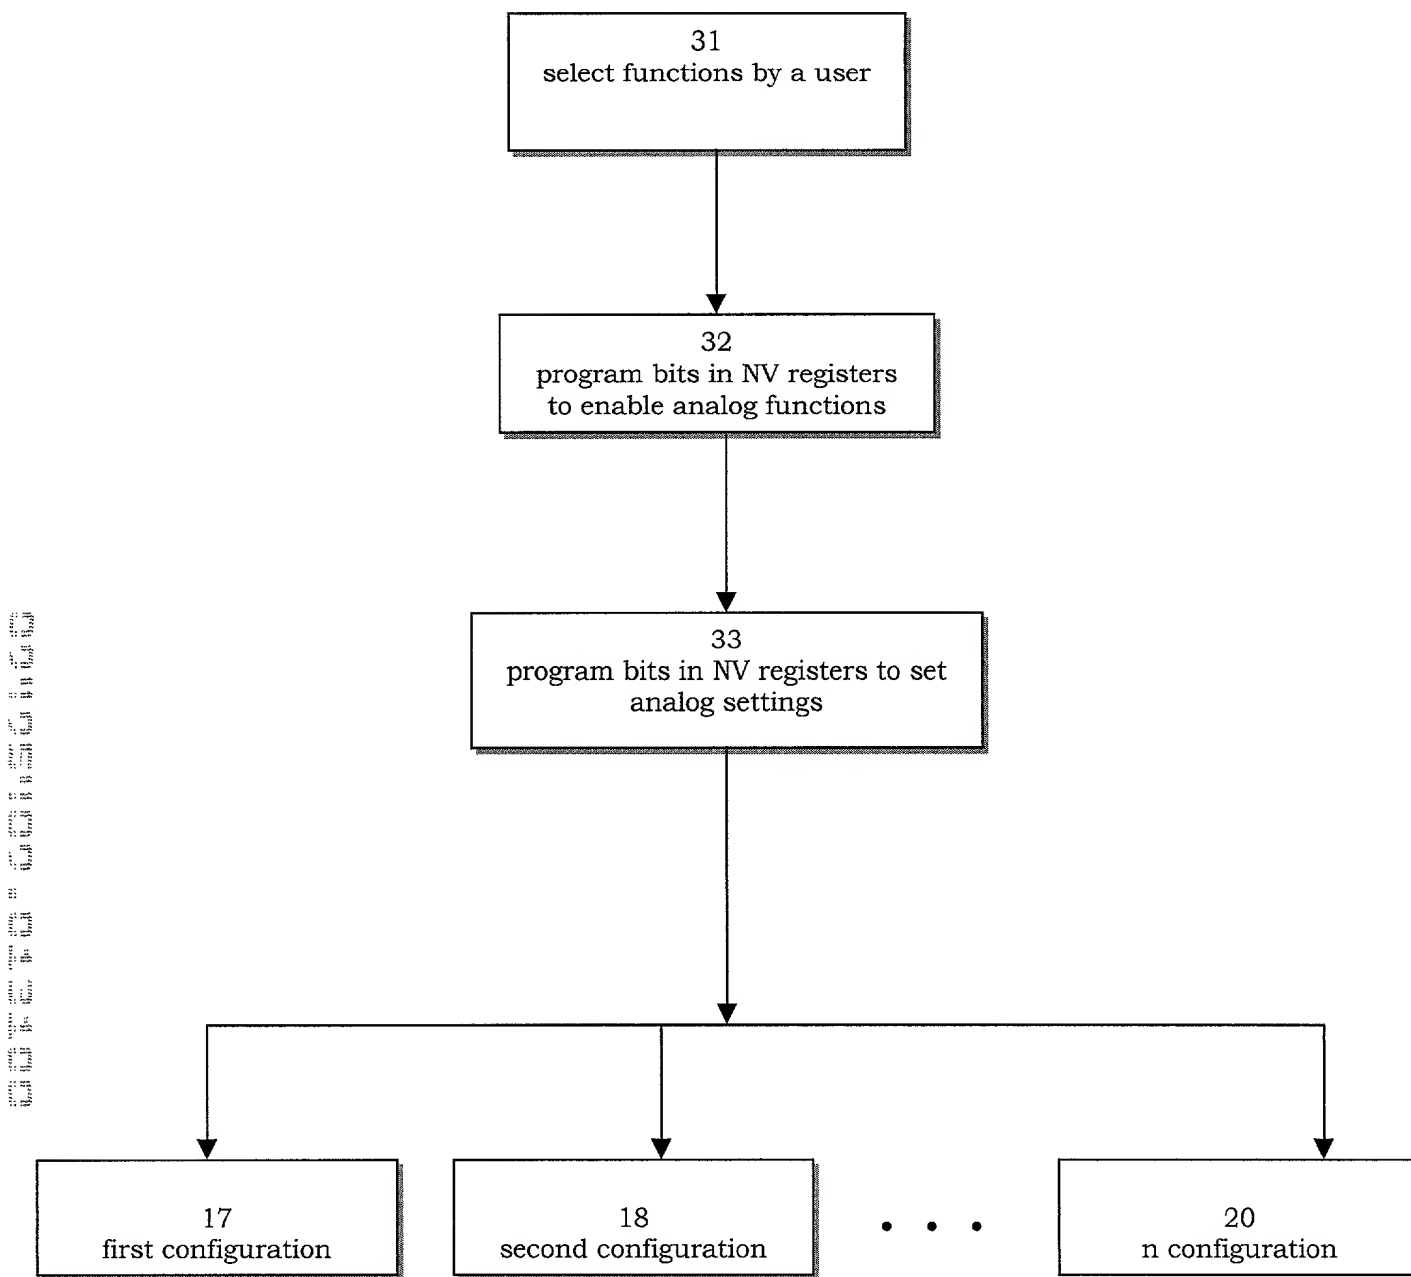 31
select functions by a user
32
program bits in NV registers
to enable analog functions
33
program bits in NV registers to set
analog settings
17
first configuration
18
second configuration
• • •
20
n configuration